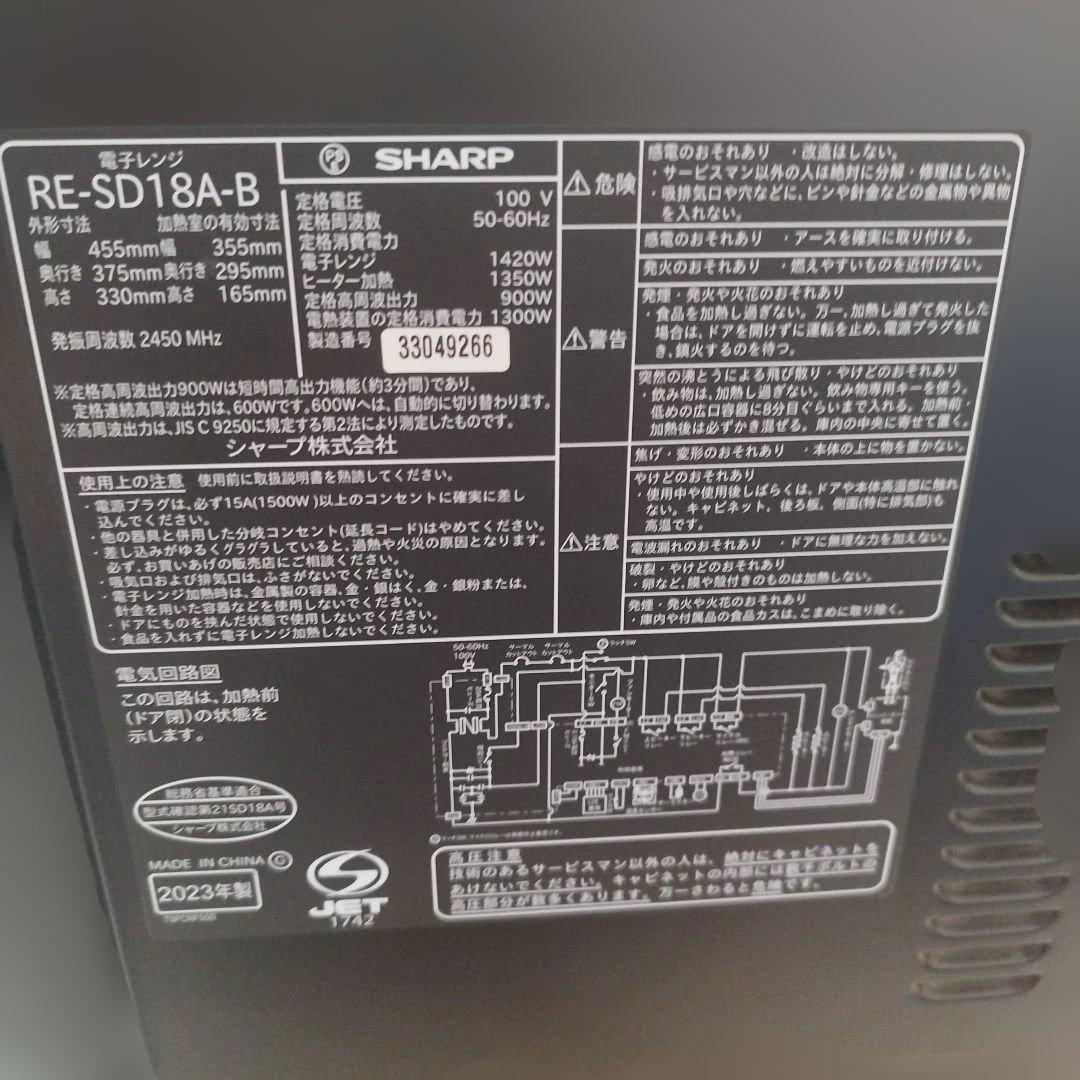 電子レンジ
RE-SD18A-B
外形寸法 加熱室の有効寸法
幅 455mm 幅 355mm
奥行き 375mm 奥行き 295mm
高さ 330mm 高さ 165mm
発振周波数 2450 MHz
PS SHARP
定格電圧 100 V
定格周波数 50-60Hz
定格消費電力
電子レンジ 1420W
ヒーター加熱 1350W
定格高周波出力 900W
電熱装置の定格消費電力 1300W
製造番号 33049266
※定格高周波出力900Wは短時間高出力機能(約3分間)であり、
定格連続高周波出力は、600Wです。600Wへは、自動的に切り替わります。
※高周波出力は、JIS C 9250に規定する第2法により測定したものです。
シャープ株式会社
使用上の注意 使用前に取扱説明書を熟読してください。
・電源プラグは、必ず15A(1500W)以上のコンセントに確実に差し
込んでください。
・他の器具と併用した分岐コンセント(延長コード)はやめてください。
・差し込みがゆるくグラグラしていると、過熱や火災の原因となります。
必ず、お買いあげの販売店にご相談ください。
・吸気口および排気口は、ふさがないでください。
・電子レンジ加熱時は、金属製の容器、金・銀はく、金・銀粉または、
針金を用いた容器などを使用しないでください。
・ドアにものを挟んだ状態で使用しないでください。
・食品を入れずに電子レンジ加熱しないでください。
危険
感電のおそれあり ・改造はしない。
・サービスマン以外の人は絶対に分解・修理はしない。
・吸排気口や穴などに、ピンや針金などの金属物や異物
を入れない。
警告
感電のおそれあり ・アースを確実に取り付ける。
発火のおそれあり ・燃えやすいものを近付けない。
発煙・発火や火花のおそれあり
・食品を加熱し過ぎない。万一、加熱し過ぎて発火した
場合は、ドアを開けずに運転を止め、電源プラグを抜
き、鎮火するのを待つ。
突然の沸とうによる飛び散り・やけどのおそれあり
・飲み物は、加熱し過ぎない。飲み物専用キーを使う。
低めの広口容器に8分目ぐらいまで入れる。加熱前・
加熱後は必ずかき混ぜる。庫内の中央に寄せて置く。
注意
焦げ・変形のおそれあり ・本体の上に物を置かない。
やけどのおそれあり
・使用中や使用後しばらくは、ドアや本体高温部に触れ
ない。キャビネット、後ろ板、側面(特に排気部)も
高温です。
電波漏れのおそれあり ・ドアに無理な力を加えない。
破裂・やけどのおそれあり
・卵など、膜や殻付きのものは加熱しない。
発煙・発火や火花のおそれあり
・庫内や付属品の食品カスは、こまめに取り除く。
電気回路図
この回路は、加熱前
(ドア閉)の状態を
示します。
50-60Hz
100V
サーマル
カットアウト
サーマル
カットアウト
総務省基準適合
型式確認第21SD18A号
シャープ株式会社
MADE IN CHINA G
2023年製
JET
1742
高圧注意
技術のあるサービスマン以外の人は、絶対にキャビネットを
あけないでください。キャビネットの内部には数千ボルトの
高圧部分が数多くあります。万一さわると危険です。